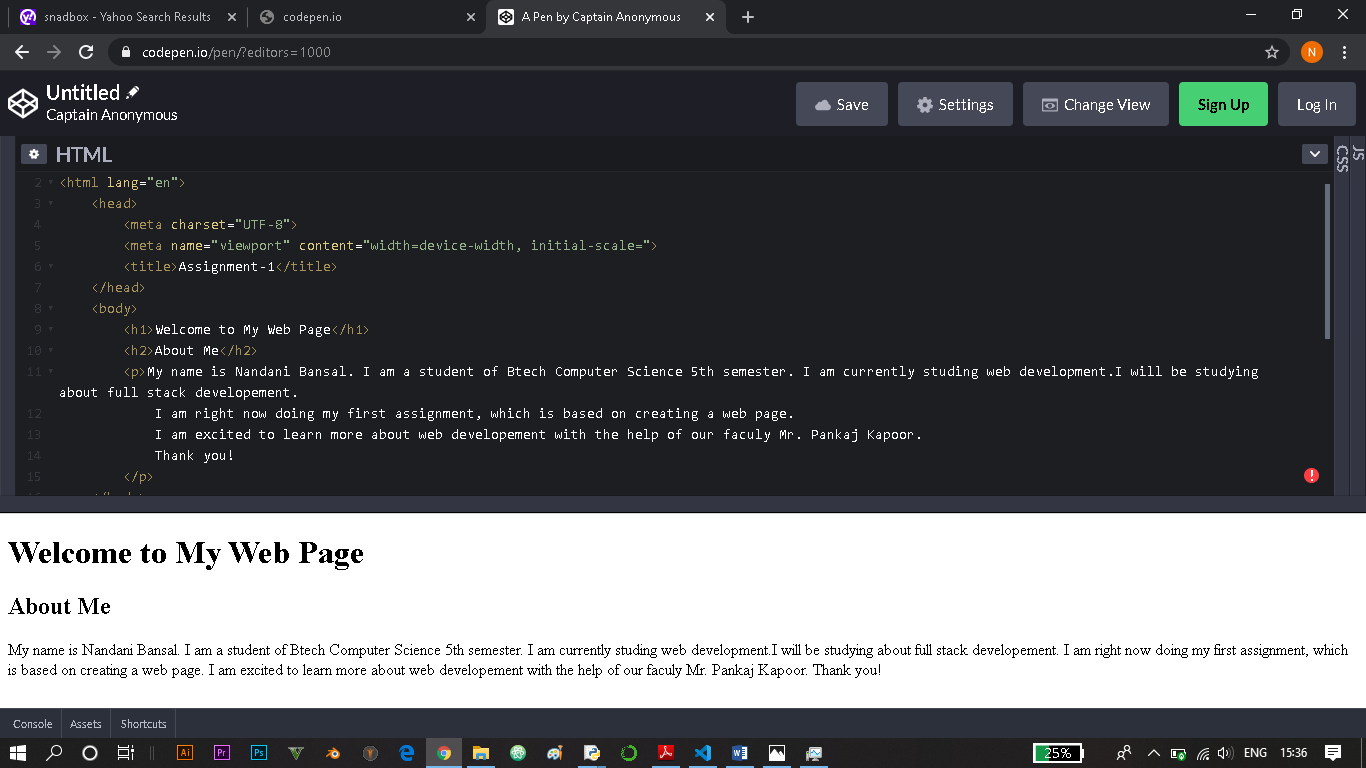 snadbox - Yahoo Search Results
codepen.io
A Pen by Captain Anonymous
codepen.io/pen/?editors=1000
N
Untitled
Captain Anonymous
Save
Settings
Change View
Sign Up
Log In
HTML
CSS
JS
2 <html lang="en">
3 <head>
4 <meta charset="UTF-8">
5 <meta name="viewport" content="width=device-width, initial-scale=">
6 <title>Assignment-1</title>
7 </head>
8 <body>
9 <h1>Welcome to My Web Page</h1>
10 <h2>About Me</h2>
11 <p>My name is Nandani Bansal. I am a student of Btech Computer Science 5th semester. I am currently studing web development.I will be studying
about full stack developement.
12 I am right now doing my first assignment, which is based on creating a web page.
13 I am excited to learn more about web developement with the help of our faculy Mr. Pankaj Kapoor.
14 Thank you!
15 </p>
Welcome to My Web Page
About Me
My name is Nandani Bansal. I am a student of Btech Computer Science 5th semester. I am currently studing web development.I will be studying about full stack developement. I am right now doing my first assignment, which
is based on creating a web page. I am excited to learn more about web developement with the help of our faculy Mr. Pankaj Kapoor. Thank you!
Console
Assets
Shortcuts
Ai
Pr
Ps
25%
ENG
15:36